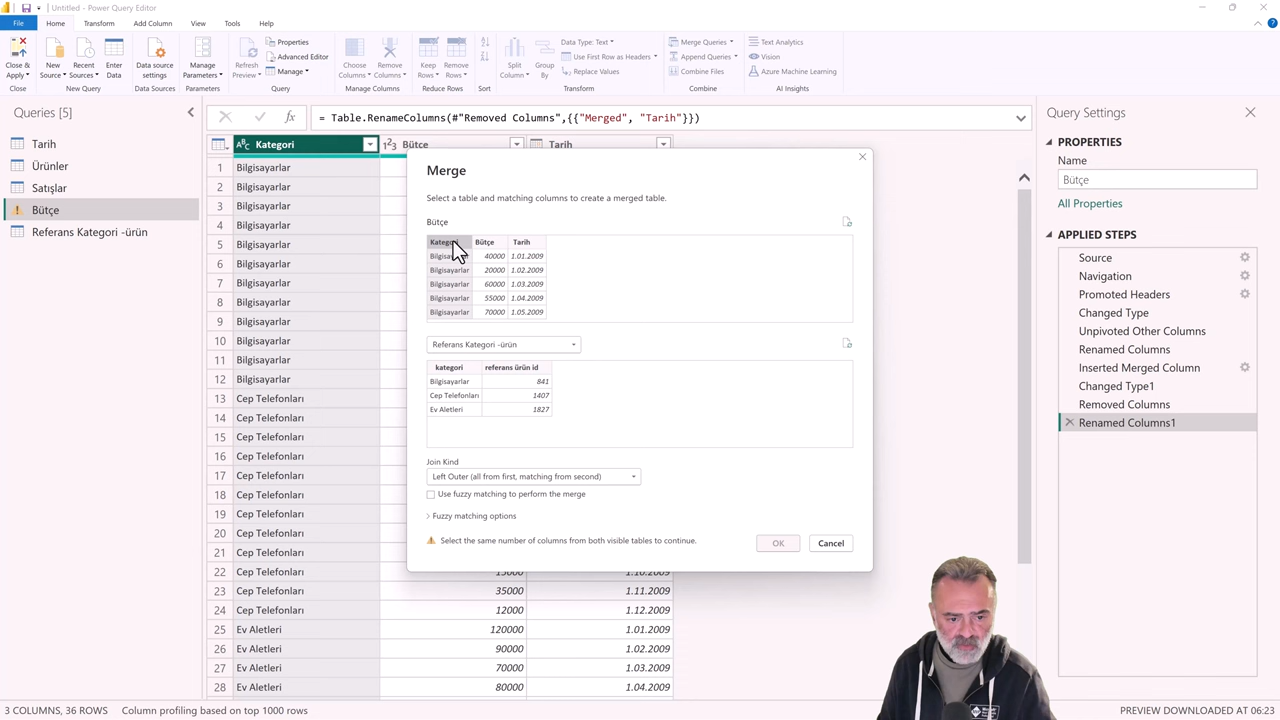 Untitled - Power Query Editor
File Home Transform Add Column View Tools Help
Close & Apply
New Source
Recent Sources
Enter Data
Data source settings
Manage Parameters
Refresh Preview
Properties
Advanced Editor
Manage
Choose Columns
Remove Columns
Keep Rows
Remove Rows
Split Column
Group By
Data Type: Text
Use First Row as Headers
Replace Values
Merge Queries
Append Queries
Combine Files
Text Analytics
Vision
Azure Machine Learning
Close New Query Data Sources Parameters Query Manage Columns Reduce Rows Sort Transform Combine AI Insights
Queries [5]
Tarih
Ürünler
Satışlar
Bütçe
Referans Kategori -ürün
= Table.RenameColumns(#"Removed Columns",{{"Merged", "Tarih"}})
Kategori Bütçe Tarih
1 Bilgisayarlar
2 Bilgisayarlar
3 Bilgisayarlar
4 Bilgisayarlar
5 Bilgisayarlar
6 Bilgisayarlar
7 Bilgisayarlar
8 Bilgisayarlar
9 Bilgisayarlar
10 Bilgisayarlar
11 Bilgisayarlar
12 Bilgisayarlar
13 Cep Telefonları
14 Cep Telefonları
15 Cep Telefonları
16 Cep Telefonları
17 Cep Telefonları
18 Cep Telefonları
19 Cep Telefonları
20 Cep Telefonları
21 Cep Telefonları
22 Cep Telefonları 15000 1.10.2009
23 Cep Telefonları 35000 1.11.2009
24 Cep Telefonları 12000 1.12.2009
25 Ev Aletleri 120000 1.01.2009
26 Ev Aletleri 90000 1.02.2009
27 Ev Aletleri 70000 1.03.2009
28 Ev Aletleri 80000 1.04.2009
Merge
Select a table and matching columns to create a merged table.
Bütçe
Kategori Bütçe Tarih
Bilgisayarlar 40000 1.01.2009
Bilgisayarlar 20000 1.02.2009
Bilgisayarlar 60000 1.03.2009
Bilgisayarlar 55000 1.04.2009
Bilgisayarlar 70000 1.05.2009
Referans Kategori -ürün
kategori referans ürün id
Bilgisayarlar 841
Cep Telefonları 1407
Ev Aletleri 1827
Join Kind
Left Outer (all from first, matching from second)
Use fuzzy matching to perform the merge
Fuzzy matching options
Select the same number of columns from both visible tables to continue.
OK Cancel
Query Settings
PROPERTIES
Name
Bütçe
All Properties
APPLIED STEPS
Source
Navigation
Promoted Headers
Changed Type
Unpivoted Other Columns
Renamed Columns
Inserted Merged Column
Changed Type1
Removed Columns
Renamed Columns1
3 COLUMNS, 36 ROWS Column profiling based on top 1000 rows
PREVIEW DOWNLOADED AT 06:23